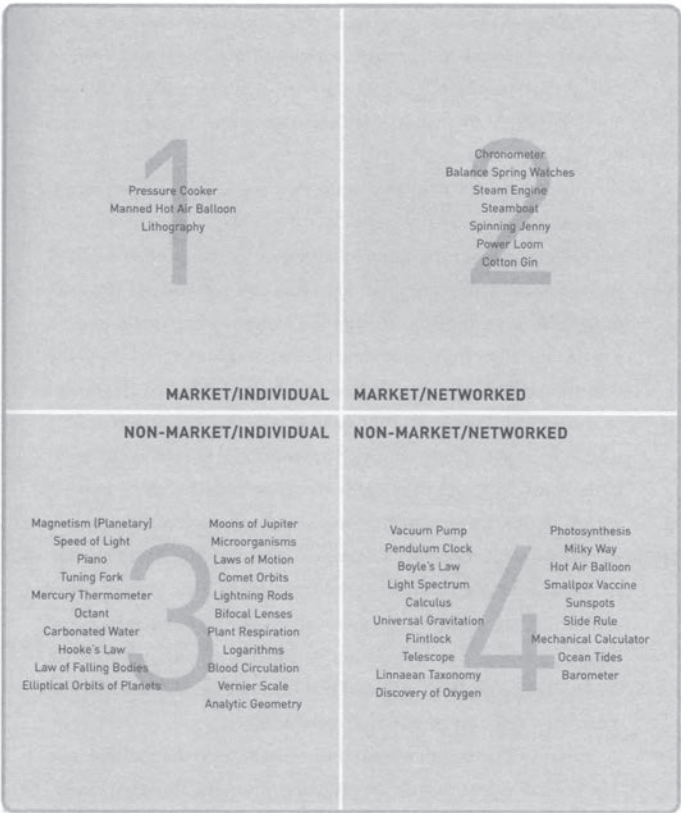 1
Pressure Cooker
Manned Hot Air Balloon
Lithography
MARKET/INDIVIDUAL
2
Chronometer
Balance Spring Watches
Steam Engine
Steamboat
Spinning Jenny
Power Loom
Cotton Gin
MARKET/NETWORKED
NON-MARKET/INDIVIDUAL
3
Magnetism (Planetary)
Speed of Light
Piano
Tuning Fork
Mercury Thermometer
Octant
Carbonated Water
Hooke's Law
Law of Falling Bodies
Elliptical Orbits of Planets
Moons of Jupiter
Microorganisms
Laws of Motion
Comet Orbits
Lightning Rods
Bifocal Lenses
Plant Respiration
Logarithms
Blood Circulation
Vernier Scale
Analytic Geometry
NON-MARKET/NETWORKED
4
Vacuum Pump
Pendulum Clock
Boyle's Law
Light Spectrum
Calculus
Universal Gravitation
Flintlock
Telescope
Linnaean Taxonomy
Discovery of Oxygen
Photosynthesis
Milky Way
Hot Air Balloon
Smallpox Vaccine
Sunspots
Slide Rule
Mechanical Calculator
Ocean Tides
Barometer